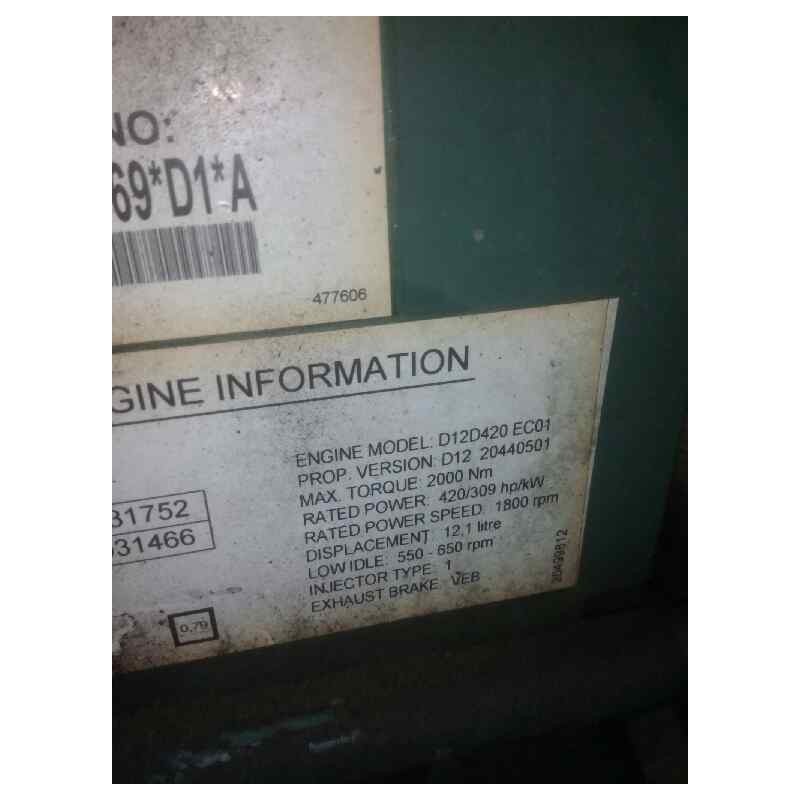 NO:
69*D1*A
477606
GINE INFORMATION
ENGINE MODEL: D12D420 EC01
PROP. VERSION: D12 20440501
MAX. TORQUE: 2000 Nm
RATED POWER: 420/309 hp/kW
RATED POWER SPEED: 1800 rpm
DISPLACEMENT: 12,1 litre
LOW IDLE: 550 - 650 rpm
INJECTOR TYPE: 1
EXHAUST BRAKE: VEB
31752
31466
0.79
20499812